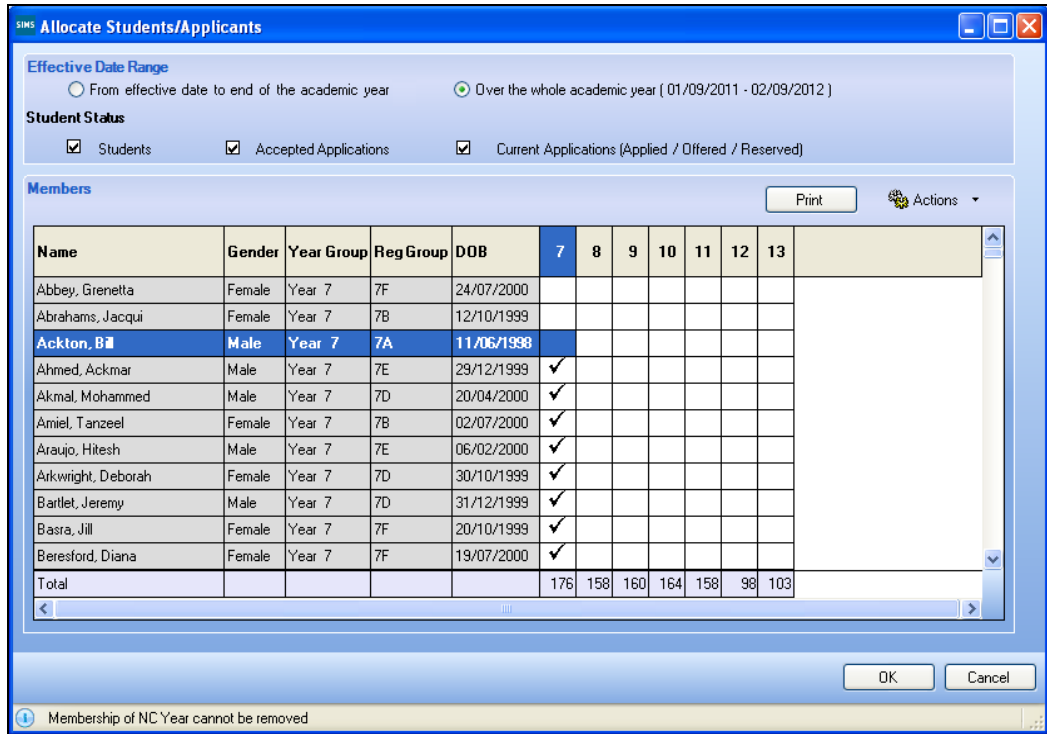 SIMS Allocate Students/Applicants
Effective Date Range
From effective date to end of the academic year Over the whole academic year ( 01/09/2011 - 02/09/2012 )
Student Status
Students Accepted Applications Current Applications (Applied / Offered / Reserved)
Members
Print Actions
Name Gender Year Group Reg Group DOB 7 8 9 10 11 12 13
Abbey, Grenetta Female Year 7 7F 24/07/2000
Abrahams, Jacqui Female Year 7 7B 12/10/1999
Ackton, Bill Male Year 7 7A 11/06/1998
Ahmed, Ackmar Male Year 7 7E 29/12/1999 ✓
Akmal, Mohammed Male Year 7 7D 20/04/2000 ✓
Amiel, Tanzeel Female Year 7 7B 02/07/2000 ✓
Araujo, Hitesh Male Year 7 7E 06/02/2000 ✓
Arkwright, Deborah Female Year 7 7D 30/10/1999 ✓
Bartlet, Jeremy Male Year 7 7D 31/12/1999 ✓
Basra, Jill Female Year 7 7F 20/10/1999 ✓
Beresford, Diana Female Year 7 7F 19/07/2000 ✓
Total 176 158 160 164 158 98 103
OK Cancel
Membership of NC Year cannot be removed